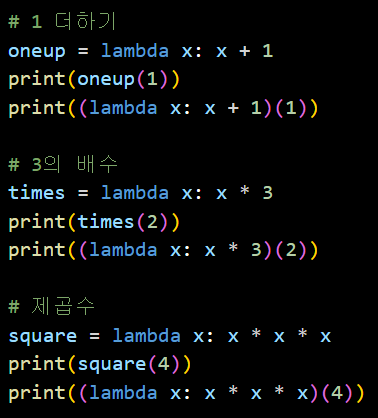 # 1 더하기
oneup = lambda x: x + 1
print(oneup(1))
print((lambda x: x + 1)(1))
# 3의 배수
times = lambda x: x * 3
print(times(2))
print((lambda x: x * 3)(2))
# 제곱수
square = lambda x: x * x * x
print(square(4))
print((lambda x: x * x * x)(4))